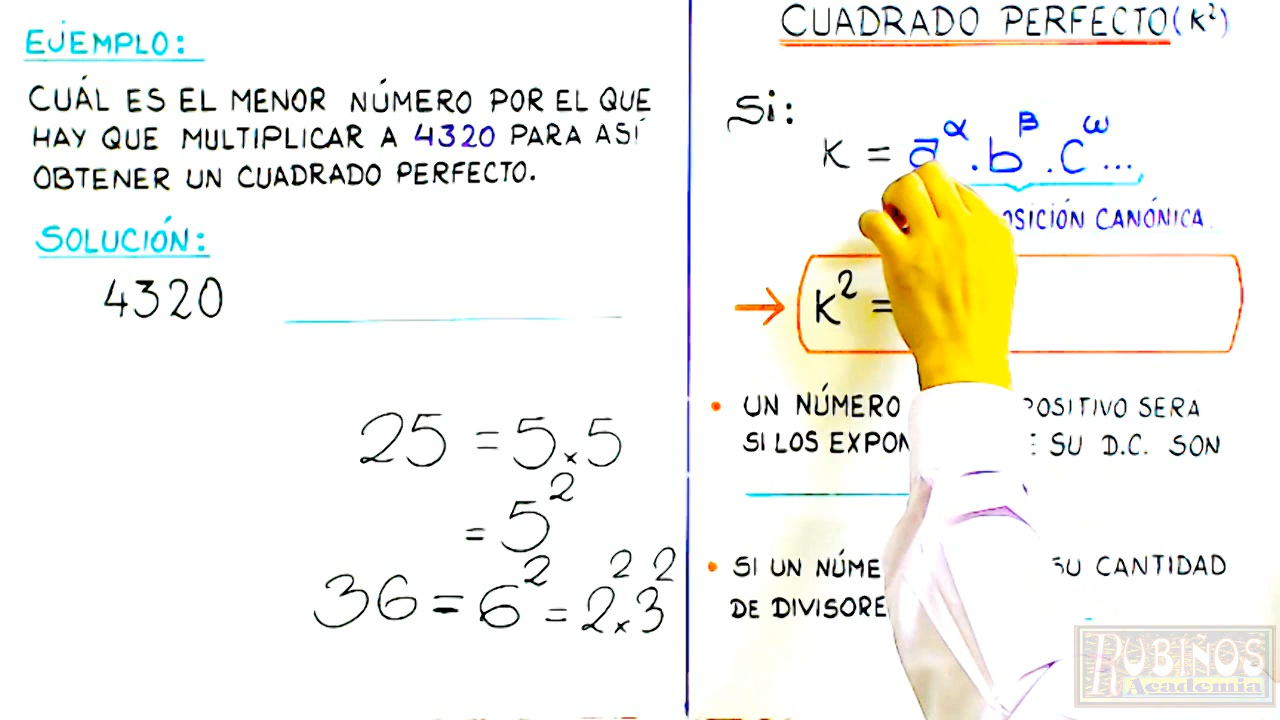 EJEMPLO:
CUÁL ES EL MENOR NÚMERO POR EL QUE
HAY QUE MULTIPLICAR A 4320 PARA ASÍ
OBTENER UN CUADRADO PERFECTO.
SOLUCIÓN:
4320
25 = 5 x 5
= 5²
36 = 6² = 2² x 3²
CUADRADO PERFECTO (K²)
Si:
K = a^α . b^β . c^ω ...
OSICIÓN CANÓNICA.
→ K² =
• UN NÚMERO POSITIVO SERA
SI LOS EXPON E SU D.C. SON
• SI UN NÚME SU CANTIDAD
DE DIVISORE
RUBIÑOS
Academia